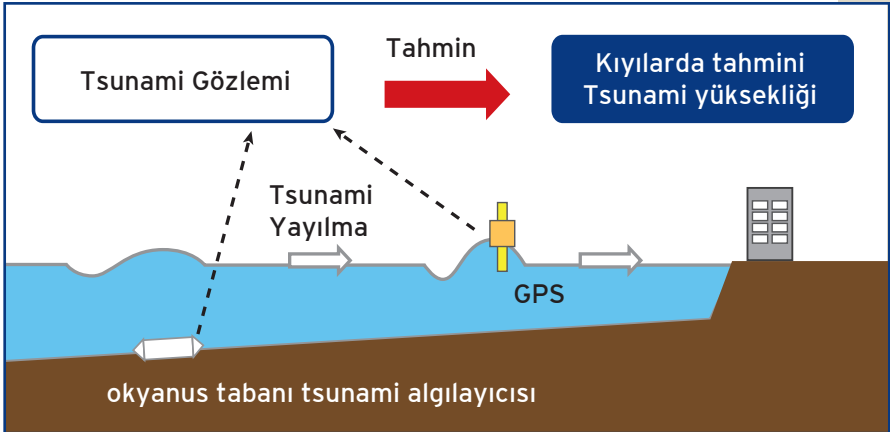 Tsunami Gözlemi
Tahmin
Kıyılarda tahmini
Tsunami yüksekliği
Tsunami
Yayılma
GPS
okyanus tabanı tsunami algılayıcısı